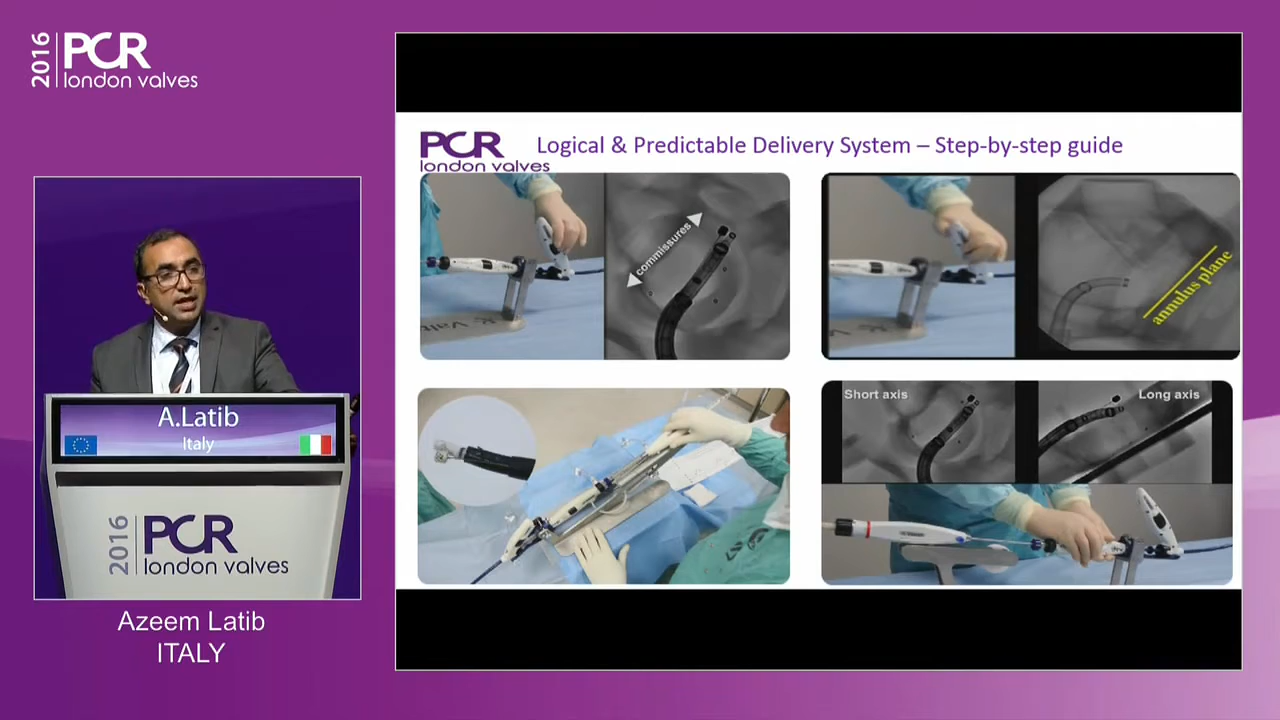 2016 PCR
london valves
PCR
london valves
Logical & Predictable Delivery System – Step-by-step guide
commissures
annulus plane
Short axis
Long axis
A.Latib
Italy
2016 PCR
london valves
Azeem Latib
ITALY